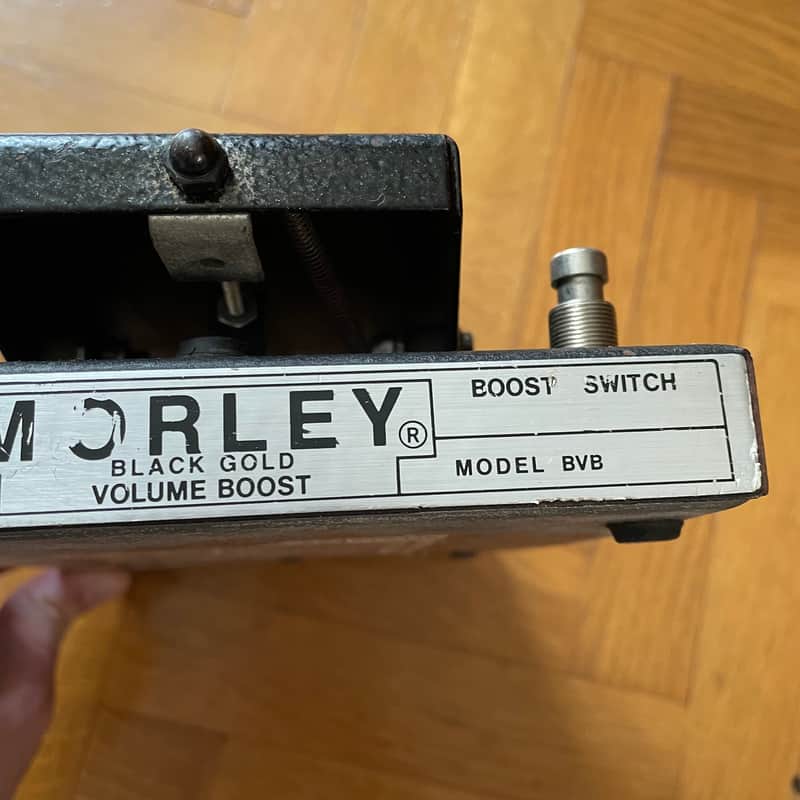 MORLEY®
BLACK GOLD
VOLUME BOOST
BOOST SWITCH
MODEL BVB